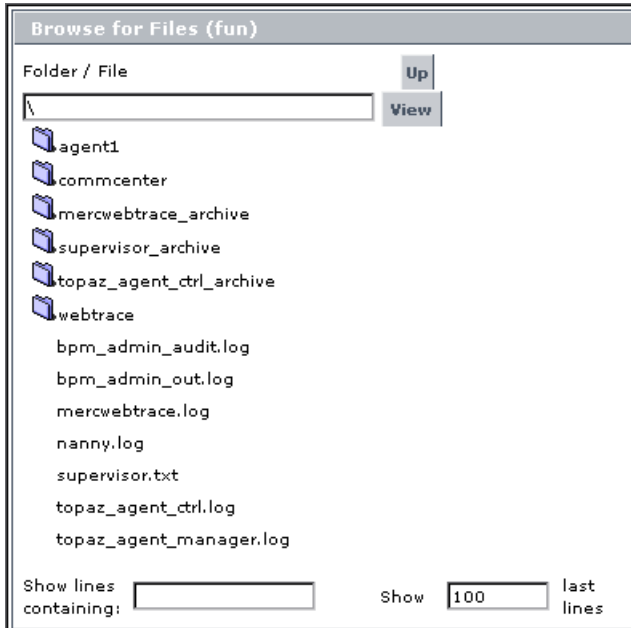 Browse for Files (fun)
Folder / File
Up
\
View
agent1
commcenter
mercwebtrace_archive
supervisor_archive
topaz_agent_ctrl_archive
webtrace
bpm_admin_audit.log
bpm_admin_out.log
mercwebtrace.log
nanny.log
supervisor.txt
topaz_agent_ctrl.log
topaz_agent_manager.log
Show lines
containing:
Show
100
last
lines